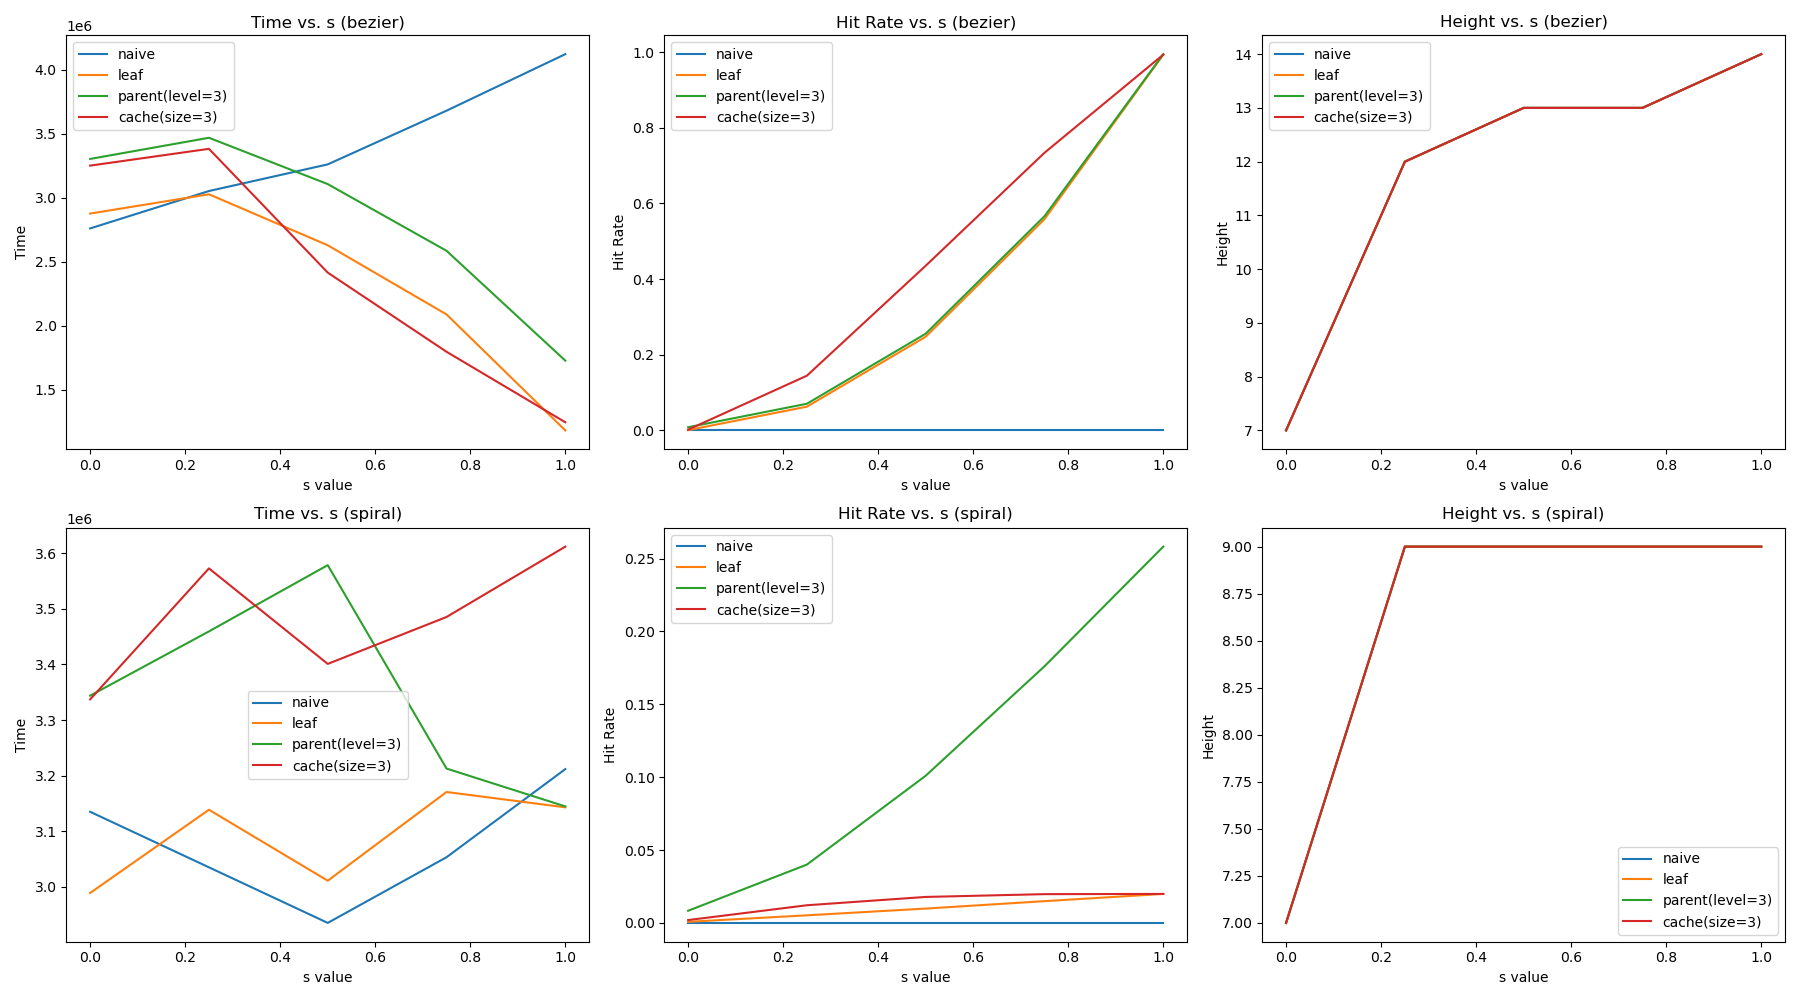 Time vs. s (bezier)
1e6
naive
leaf
parent(level=3)
cache(size=3)
4.0
3.5
3.0
2.5
2.0
1.5
Time
0.0 0.2 0.4 0.6 0.8 1.0
s value
Hit Rate vs. s (bezier)
naive
leaf
parent(level=3)
cache(size=3)
1.0
0.8
0.6
0.4
0.2
0.0
Hit Rate
0.0 0.2 0.4 0.6 0.8 1.0
s value
Height vs. s (bezier)
naive
leaf
parent(level=3)
cache(size=3)
14
13
12
11
10
9
8
7
Height
0.0 0.2 0.4 0.6 0.8 1.0
s value
Time vs. s (spiral)
1e6
3.6
3.5
3.4
3.3
3.2
3.1
3.0
Time
naive
leaf
parent(level=3)
cache(size=3)
0.0 0.2 0.4 0.6 0.8 1.0
s value
Hit Rate vs. s (spiral)
naive
leaf
parent(level=3)
cache(size=3)
0.25
0.20
0.15
0.10
0.05
0.00
Hit Rate
0.0 0.2 0.4 0.6 0.8 1.0
s value
Height vs. s (spiral)
9.00
8.75
8.50
8.25
8.00
7.75
7.50
7.25
7.00
Height
naive
leaf
parent(level=3)
cache(size=3)
0.0 0.2 0.4 0.6 0.8 1.0
s value